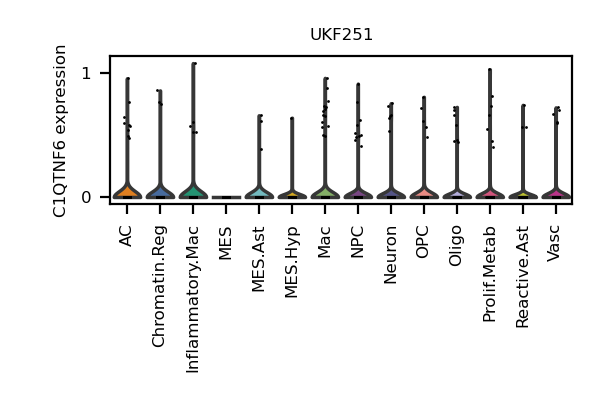 UKF251
C1QTNF6 expression
1
0
AC
Chromatin.Reg
Inflammatory.Mac
MES
MES.Ast
MES.Hyp
Mac
NPC
Neuron
OPC
Oligo
Prolif.Metab
Reactive.Ast
Vasc